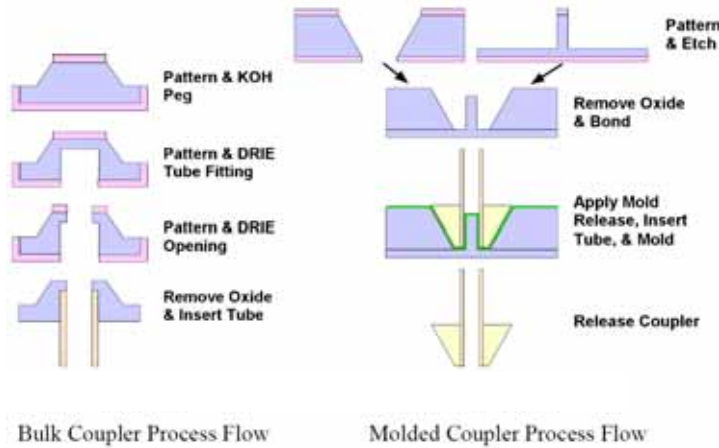 Pattern & KOH
Peg
Pattern & DRIE
Tube Fitting
Pattern & DRIE
Opening
Remove Oxide
& Insert Tube
Bulk Coupler Process Flow
Pattern
& Etch
Remove Oxide
& Bond
Apply Mold
Release, Insert
Tube, & Mold
Release Coupler
Molded Coupler Process Flow